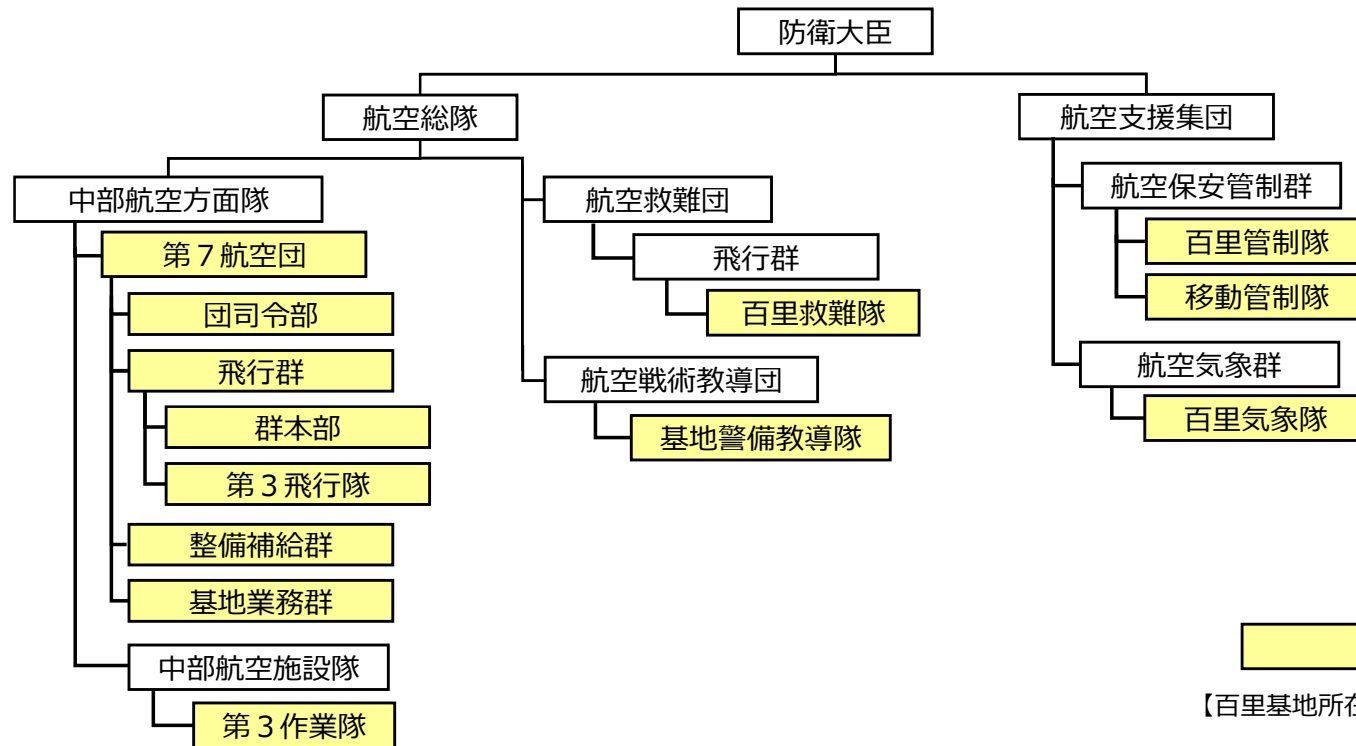 防衛大臣
航空総隊
航空支援集団
中部航空方面隊
第７航空団
団司令部
飛行群
群本部
第３飛行隊
整備補給群
基地業務群
中部航空施設隊
第３作業隊
航空救難団
飛行群
百里救難隊
航空戦術教導団
基地警備教導隊
航空保安管制群
百里管制隊
移動管制隊
航空気象群
百里気象隊
【百里基地所在